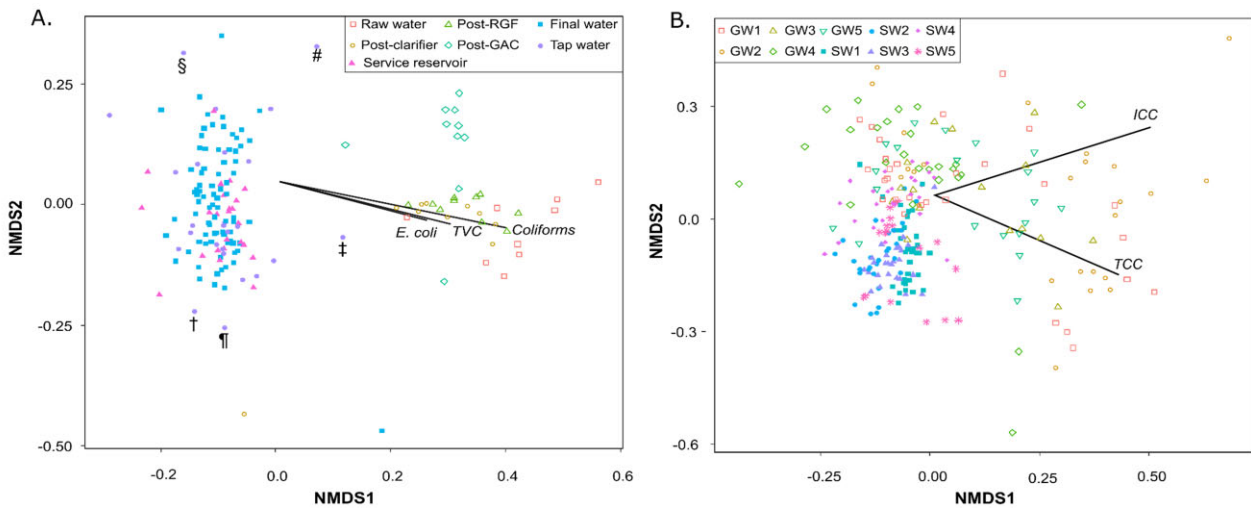 A.
Raw water Post-RGF Final water
Post-clarifier Post-GAC Tap water
Service reservoir
§
#
0.25
0.00
-0.25
-0.50
NMDS2
E. coli TVC Coliforms
‡
†
¶
-0.2 0.0 0.2 0.4 0.6
NMDS1
B.
GW1 GW3 GW5 SW2 SW4
GW2 GW4 SW1 SW3 SW5
0.3
0.0
-0.3
-0.6
NMDS2
ICC
TCC
-0.25 0.00 0.25 0.50
NMDS1